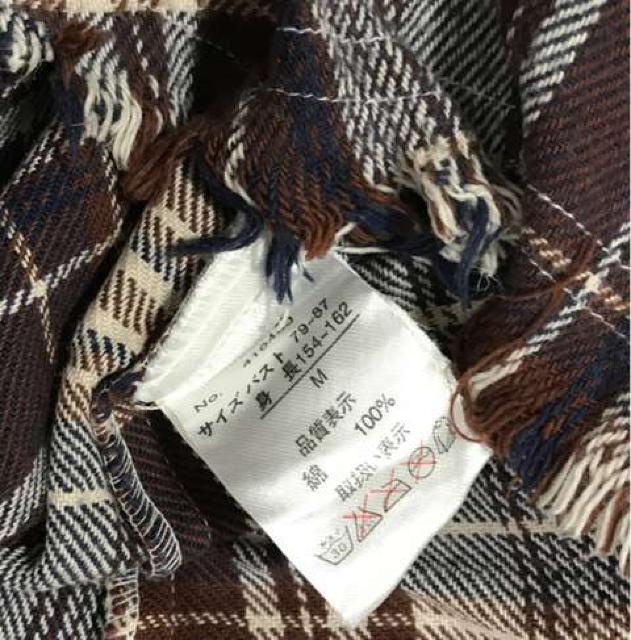 No.
サイズ バスト 79-87
身 長 154-162
M
品質表示
綿 100%
取扱い表示
30